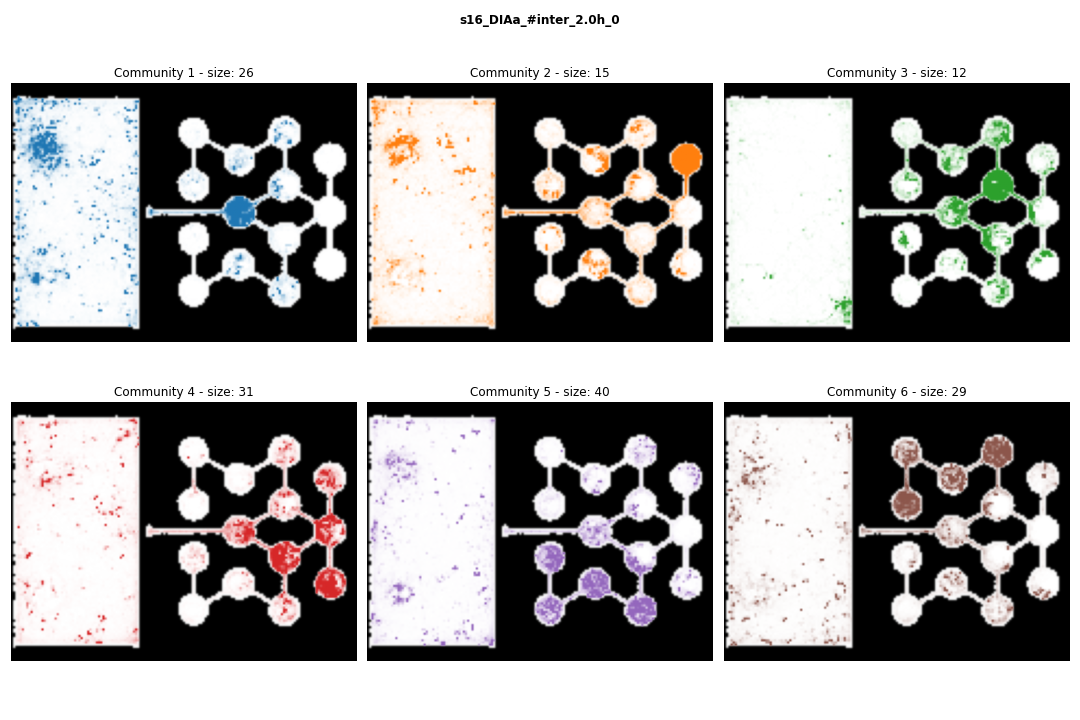 s16_DIAa_#inter_2.0h_0
Community 1 - size: 26
Community 2 - size: 15
Community 3 - size: 12
Community 4 - size: 31
Community 5 - size: 40
Community 6 - size: 29